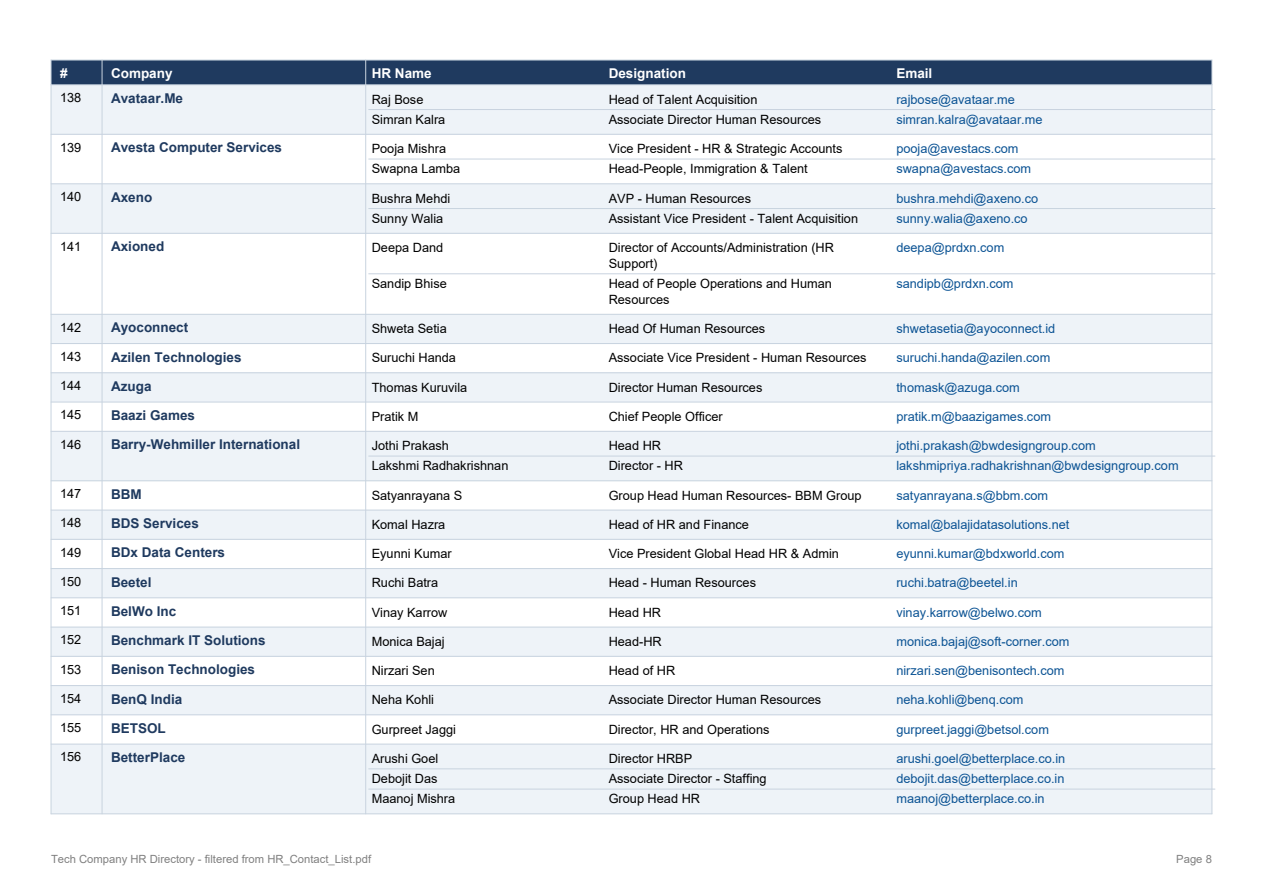 # Company HR Name Designation Email
138 Avataar.Me Raj Bose Head of Talent Acquisition rajbose@avataar.me
Simran Kalra Associate Director Human Resources simran.kalra@avataar.me
139 Avesta Computer Services Pooja Mishra Vice President - HR & Strategic Accounts pooja@avestacs.com
Swapna Lamba Head-People, Immigration & Talent swapna@avestacs.com
140 Axeno Bushra Mehdi AVP - Human Resources bushra.mehdi@axeno.co
Sunny Walia Assistant Vice President - Talent Acquisition sunny.walia@axeno.co
141 Axioned Deepa Dand Director of Accounts/Administration (HR deepa@prdxn.com
Support)
Sandip Bhise Head of People Operations and Human sandipb@prdxn.com
Resources
142 Ayoconnect Shweta Setia Head Of Human Resources shwetasetia@ayoconnect.id
143 Azilen Technologies Suruchi Handa Associate Vice President - Human Resources suruchi.handa@azilen.com
144 Azuga Thomas Kuruvila Director Human Resources thomask@azuga.com
145 Baazi Games Pratik M Chief People Officer pratik.m@baazigames.com
146 Barry-Wehmiller International Jothi Prakash Head HR jothi.prakash@bwdesigngroup.com
Lakshmi Radhakrishnan Director - HR lakshmipriya.radhakrishnan@bwdesigngroup.com
147 BBM Satyanrayana S Group Head Human Resources- BBM Group satyanrayana.s@bbm.com
148 BDS Services Komal Hazra Head of HR and Finance komal@balajidatasolutions.net
149 BDx Data Centers Eyunni Kumar Vice President Global Head HR & Admin eyunni.kumar@bdxworld.com
150 Beetel Ruchi Batra Head - Human Resources ruchi.batra@beetel.in
151 BelWo Inc Vinay Karrow Head HR vinay.karrow@belwo.com
152 Benchmark IT Solutions Monica Bajaj Head-HR monica.bajaj@soft-corner.com
153 Benison Technologies Nirzari Sen Head of HR nirzari.sen@benisontech.com
154 BenQ India Neha Kohli Associate Director Human Resources neha.kohli@benq.com
155 BETSOL Gurpreet Jaggi Director, HR and Operations gurpreet.jaggi@betsol.com
156 BetterPlace Arushi Goel Director HRBP arushi.goel@betterplace.co.in
Debojit Das Associate Director - Staffing debojit.das@betterplace.co.in
Maanoj Mishra Group Head HR maanoj@betterplace.co.in
Tech Company HR Directory - filtered from HR_Contact_List.pdf Page 8